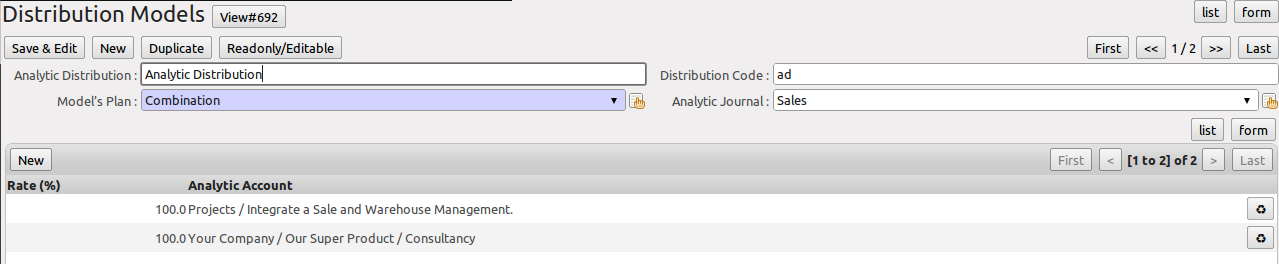 Distribution Models View#692 list form
Save & Edit New Duplicate Readonly/Editable First << 1 / 2 >> Last
Analytic Distribution : Analytic Distribution Distribution Code : ad
Model's Plan : Combination Analytic Journal : Sales
list form
New First < [1 to 2] of 2 > Last
Rate (%) Analytic Account
100.0 Projects / Integrate a Sale and Warehouse Management.
100.0 Your Company / Our Super Product / Consultancy